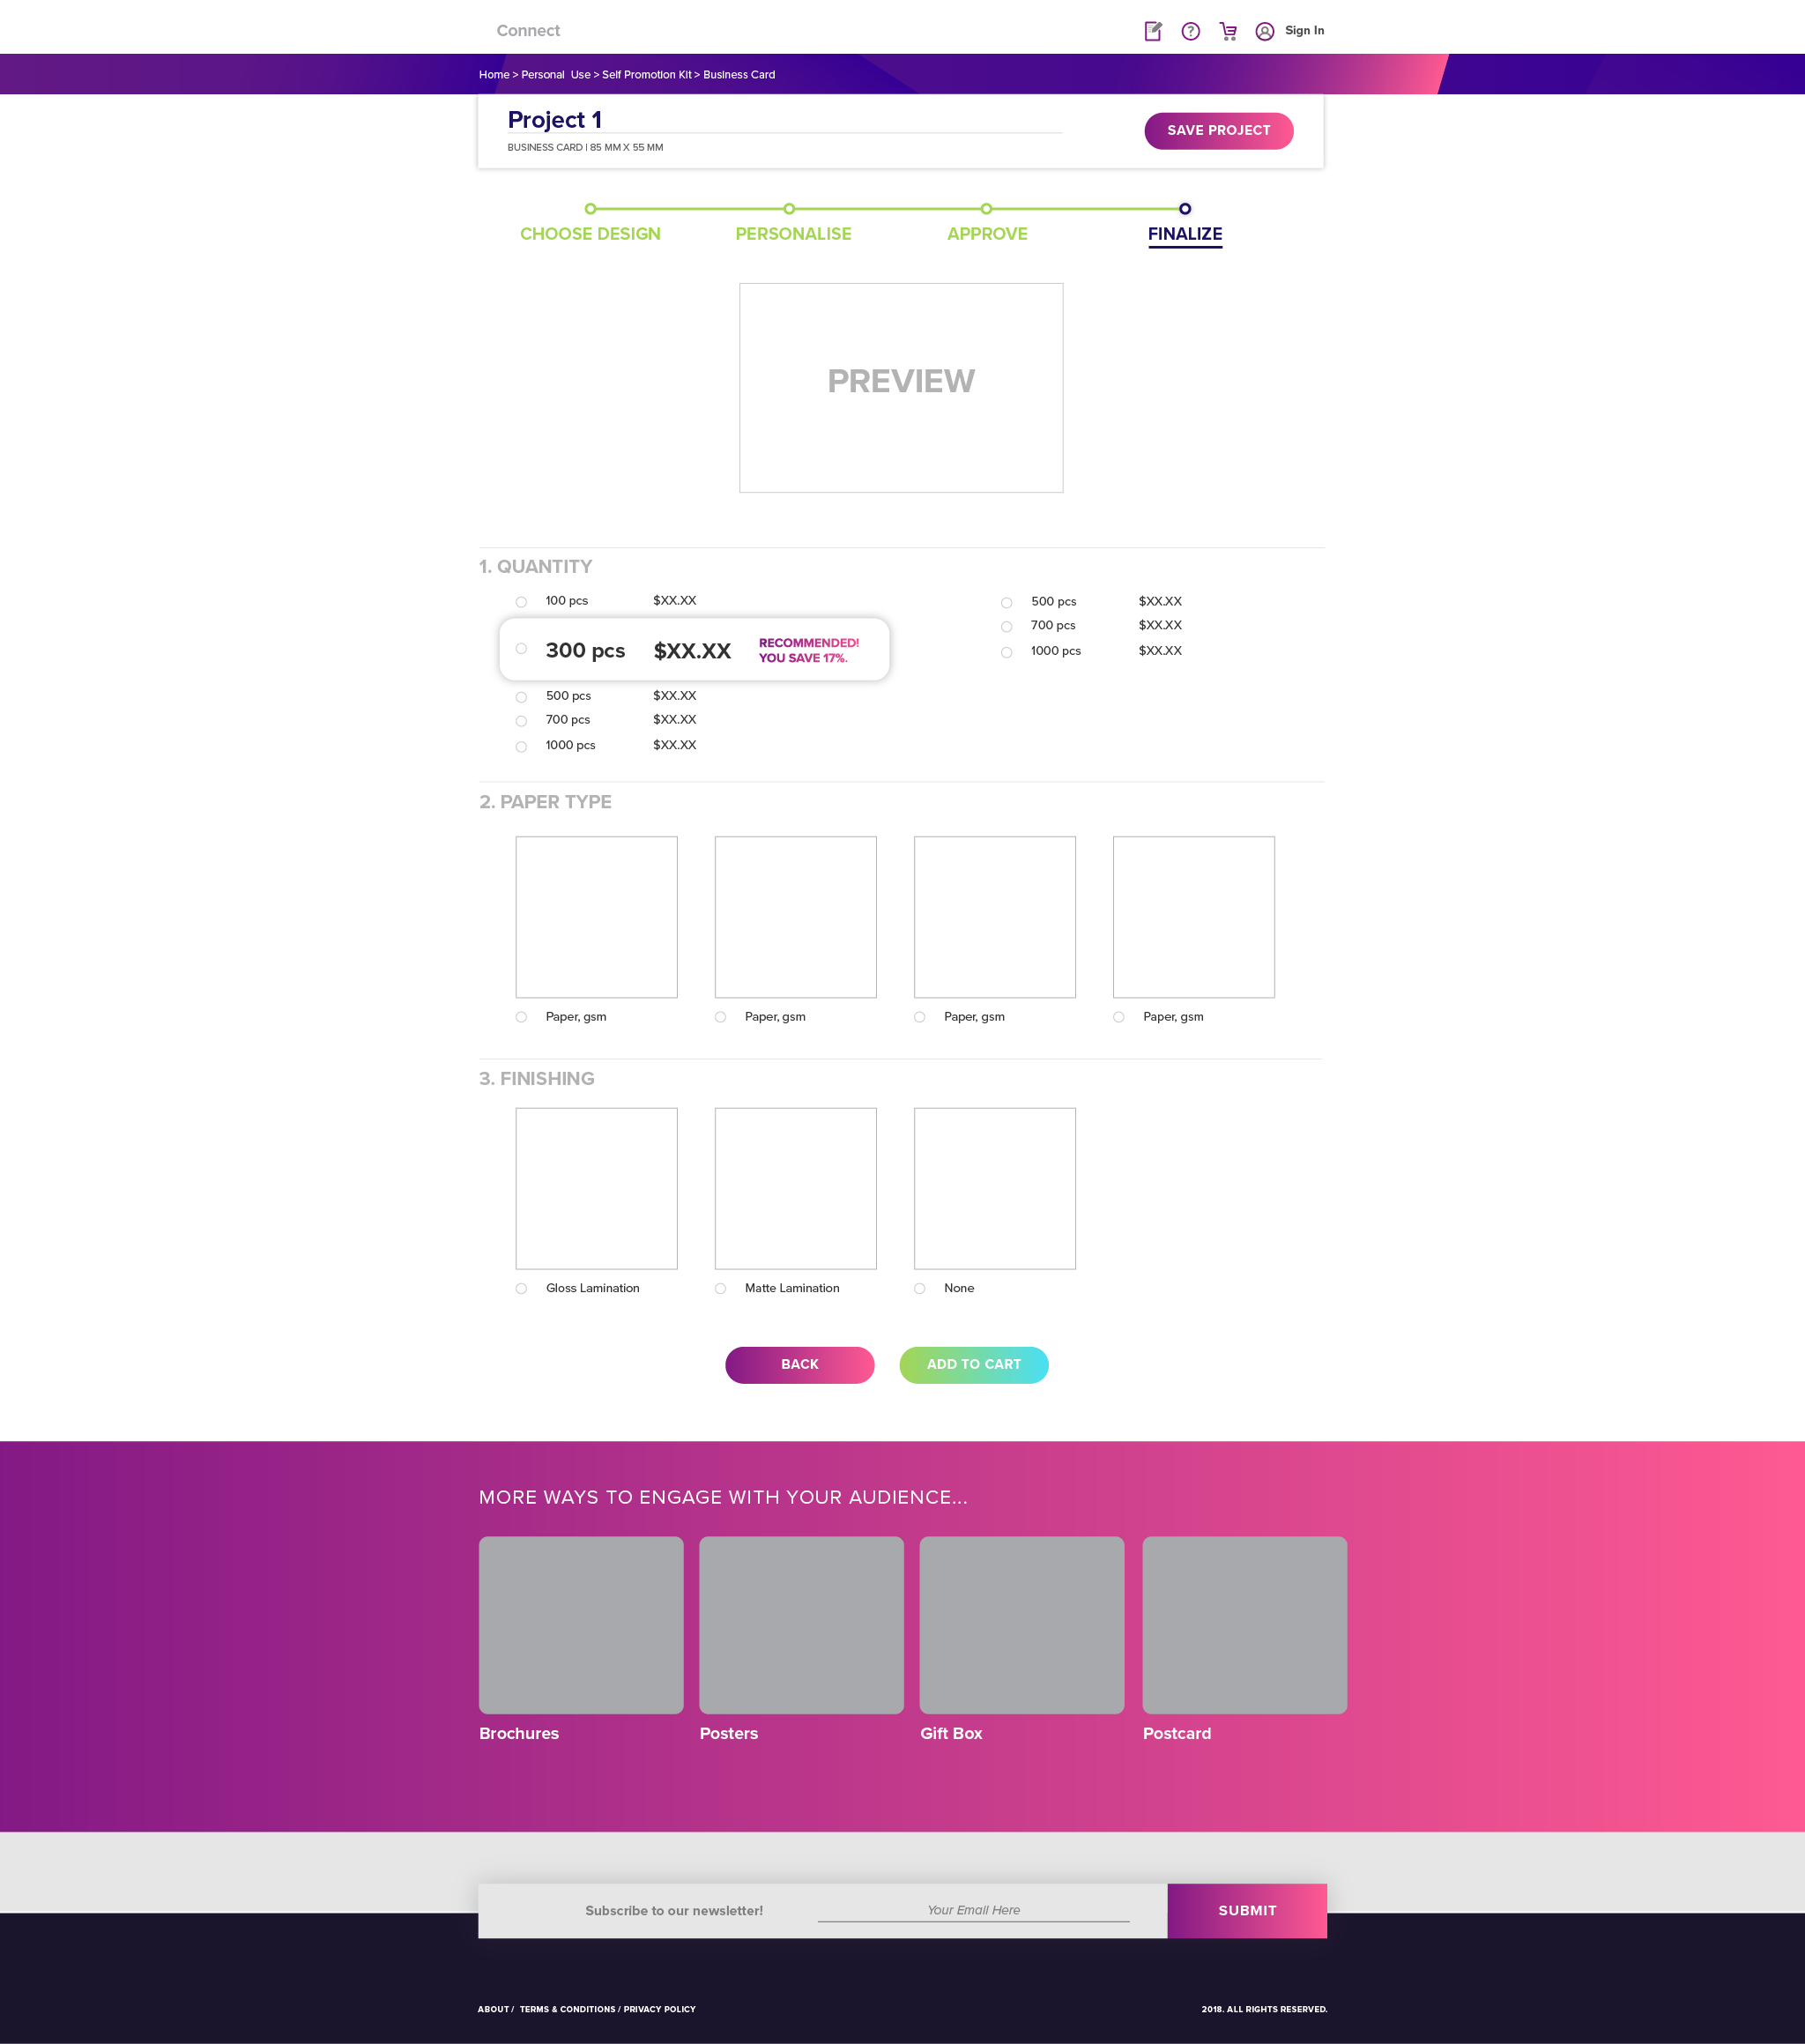 Connect
Sign In
Home > Personal Use > Self Promotion Kit > Business Card
Project 1
SAVE PROJECT
BUSINESS CARD | 85 MM X 55 MM
CHOOSE DESIGN
PERSONALISE
APPROVE
FINALIZE
PREVIEW
1. QUANTITY
100 pcs $XX.XX
300 pcs $XX.XX
RECOMMENDED!
YOU SAVE 17%.
500 pcs $XX.XX
700 pcs $XX.XX
1000 pcs $XX.XX
500 pcs $XX.XX
700 pcs $XX.XX
1000 pcs $XX.XX
2. PAPER TYPE
Paper, gsm
Paper, gsm
Paper, gsm
Paper, gsm
3. FINISHING
Gloss Lamination
Matte Lamination
None
BACK
ADD TO CART
MORE WAYS TO ENGAGE WITH YOUR AUDIENCE...
Brochures
Posters
Gift Box
Postcard
Subscribe to our newsletter!
Your Email Here
SUBMIT
ABOUT / TERMS & CONDITIONS / PRIVACY POLICY
2018. ALL RIGHTS RESERVED.